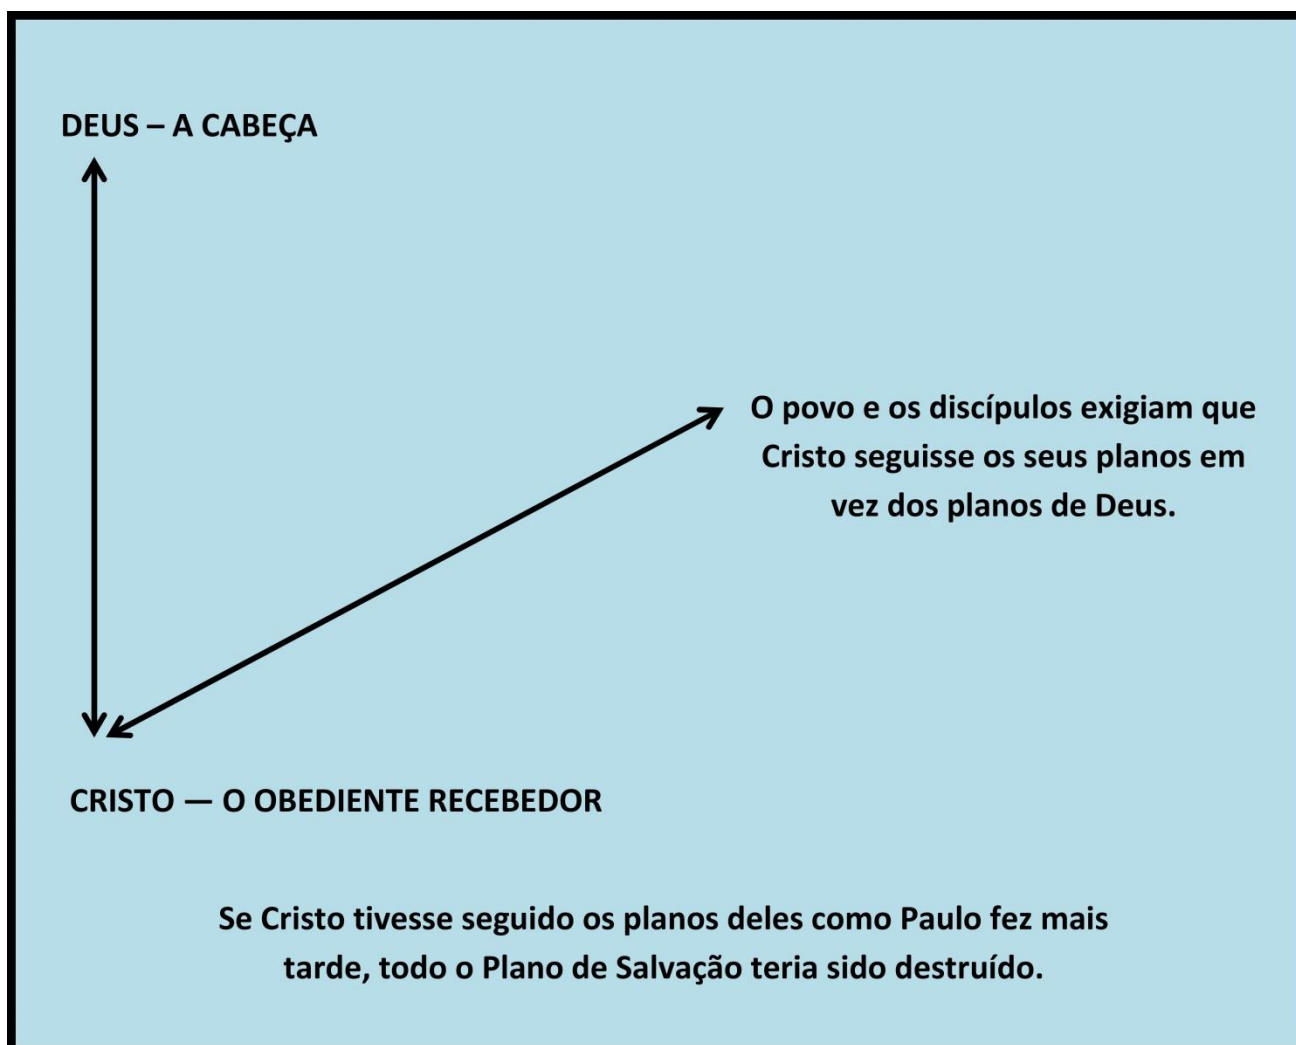 DEUS – A CABEÇA
O povo e os discípulos exigiam que
Cristo seguisse os seus planos em
vez dos planos de Deus.
CRISTO — O OBEDIENTE RECEBEDOR
Se Cristo tivesse seguido os planos deles como Paulo fez mais
tarde, todo o Plano de Salvação teria sido destruído.